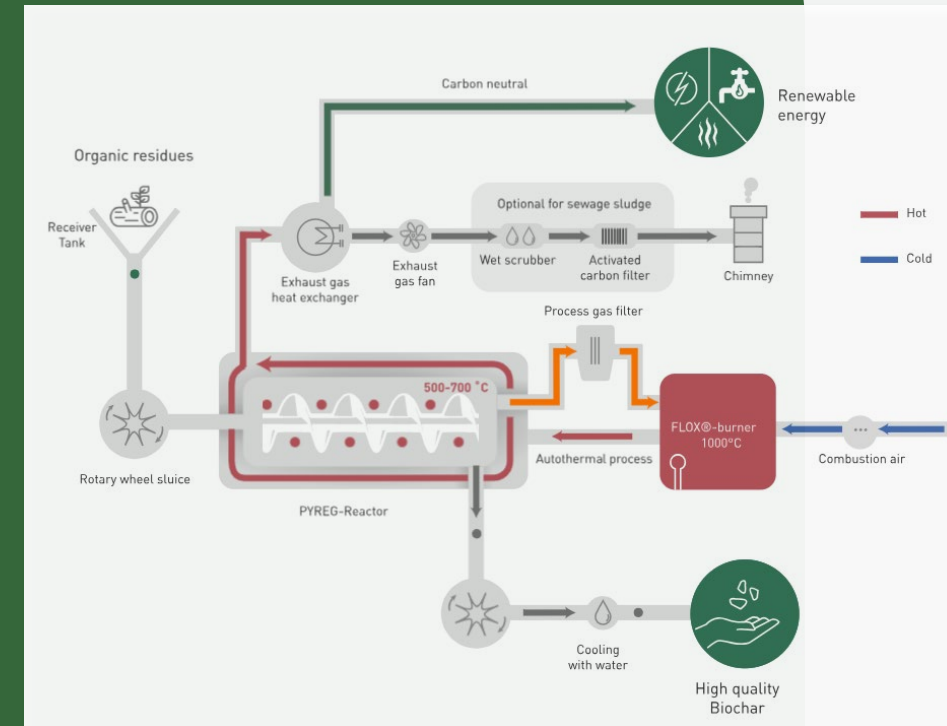 Carbon neutral
Renewable
energy
Organic residues
Receiver
Tank
Optional for sewage sludge
Wet scrubber
Activated
carbon filter
Exhaust gas
heat exchanger
Exhaust
gas fan
Chimney
Hot
Cold
Process gas filter
500-700 °C
FLOX®-burner
1000°C
Autothermal process
Combustion air
Rotary wheel sluice
PYREG-Reactor
Cooling
with water
High quality
Biochar